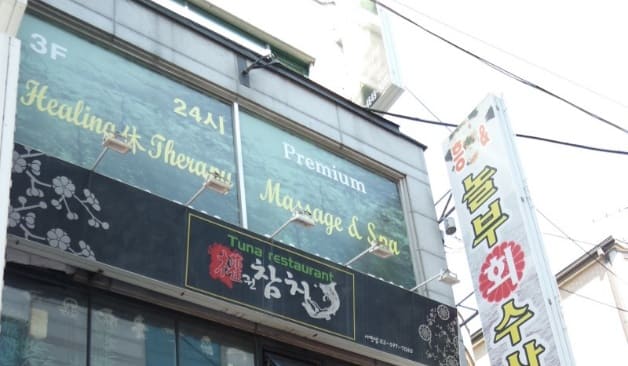 3F
24시
Healing 休 Therapy
Premium
Massage & Spa
Tuna restaurant
참치
흥 &
놀부
회
수산